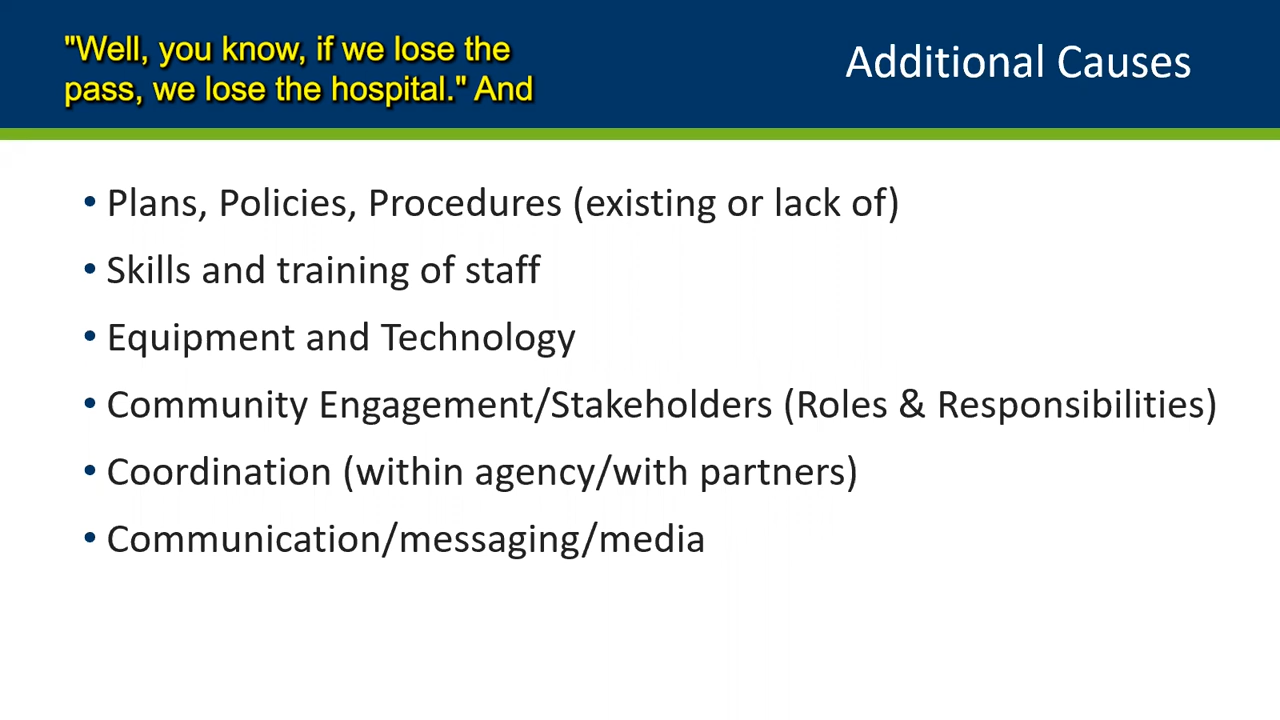 "Well, you know, if we lose the
pass, we lose the hospital." And
Additional Causes
• Plans, Policies, Procedures (existing or lack of)
• Skills and training of staff
• Equipment and Technology
• Community Engagement/Stakeholders (Roles & Responsibilities)
• Coordination (within agency/with partners)
• Communication/messaging/media